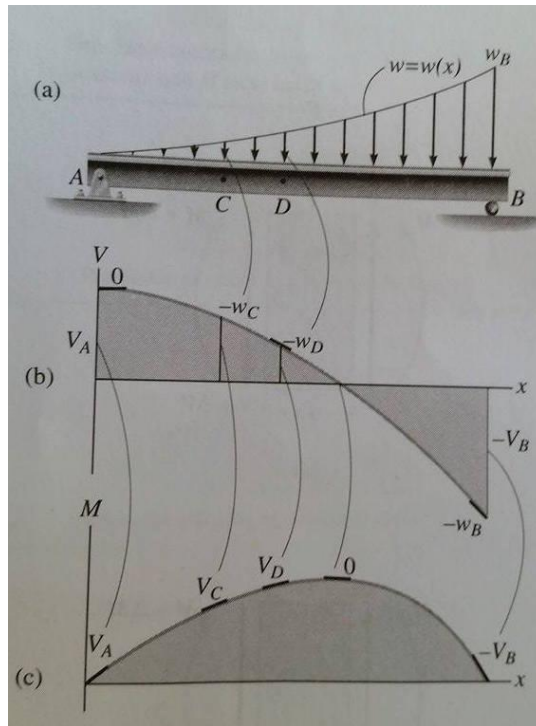 w_B
w=w(x)
(a)
A
C
D
B
V
0
-w_C
V_A
-w_D
(b)
x
-V_B
M
-w_B
V_C
V_D
0
V_A
-V_B
(c)
x